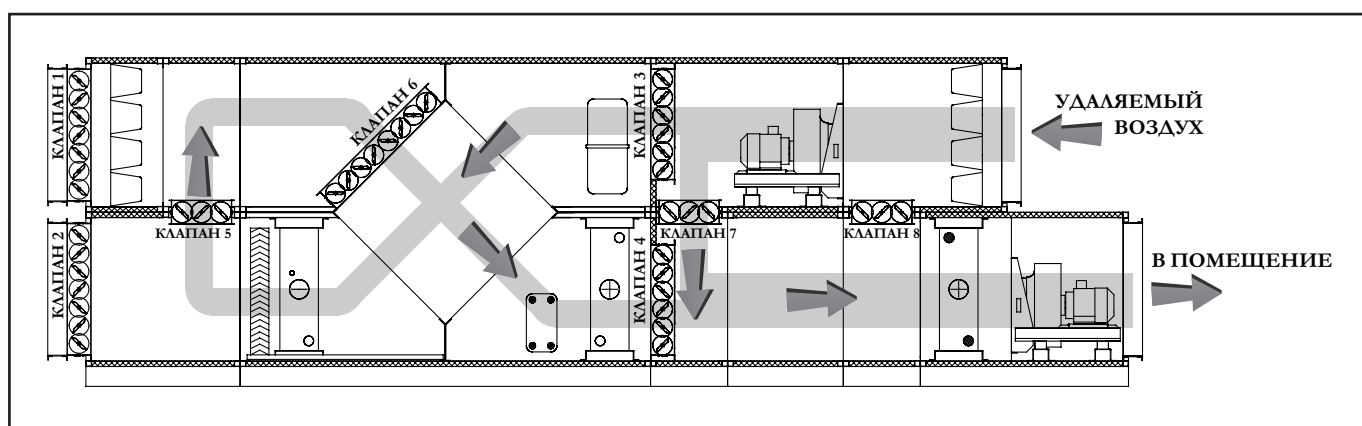 КЛАПАН 1
КЛАПАН 6
КЛАПАН 3
УДАЛЯЕМЫЙ
ВОЗДУХ
КЛАПАН 2
КЛАПАН 5
КЛАПАН 4
КЛАПАН 7
КЛАПАН 8
В ПОМЕЩЕНИЕ